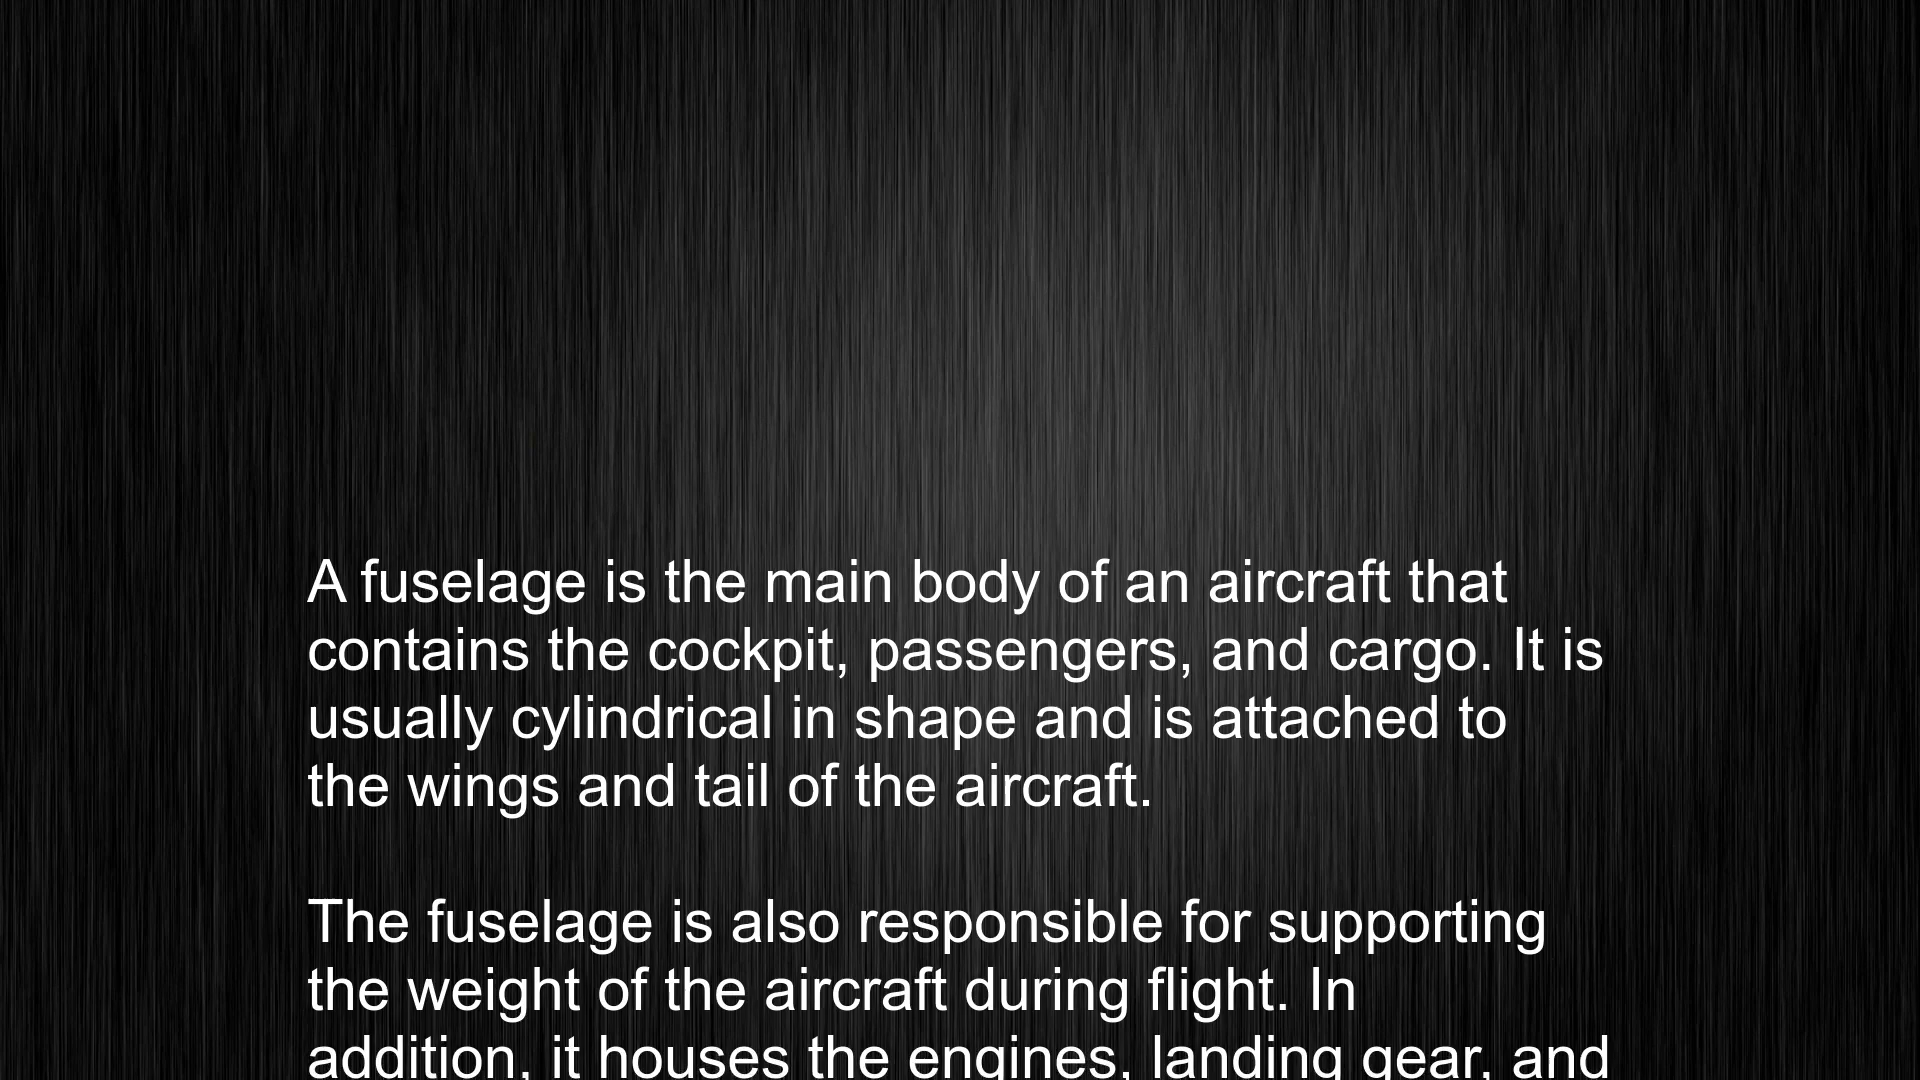 A fuselage is the main body of an aircraft that
contains the cockpit, passengers, and cargo. It is
usually cylindrical in shape and is attached to
the wings and tail of the aircraft.
The fuselage is also responsible for supporting
the weight of the aircraft during flight. In
addition, it houses the engines, landing gear, and